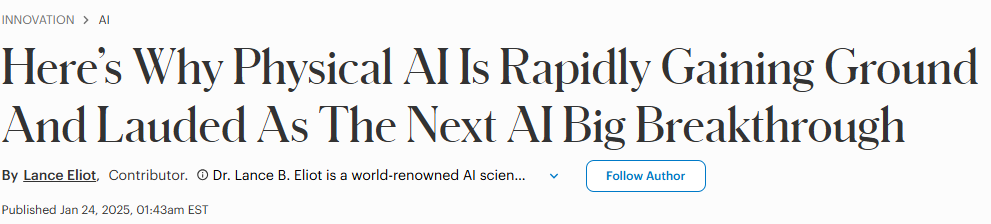 INNOVATION > AI
Here’s Why Physical AI Is Rapidly Gaining Ground
And Lauded As The Next AI Big Breakthrough
By Lance Eliot, Contributor. Dr. Lance B. Eliot is a world-renowned AI scien... Follow Author
Published Jan 24, 2025, 01:43am EST